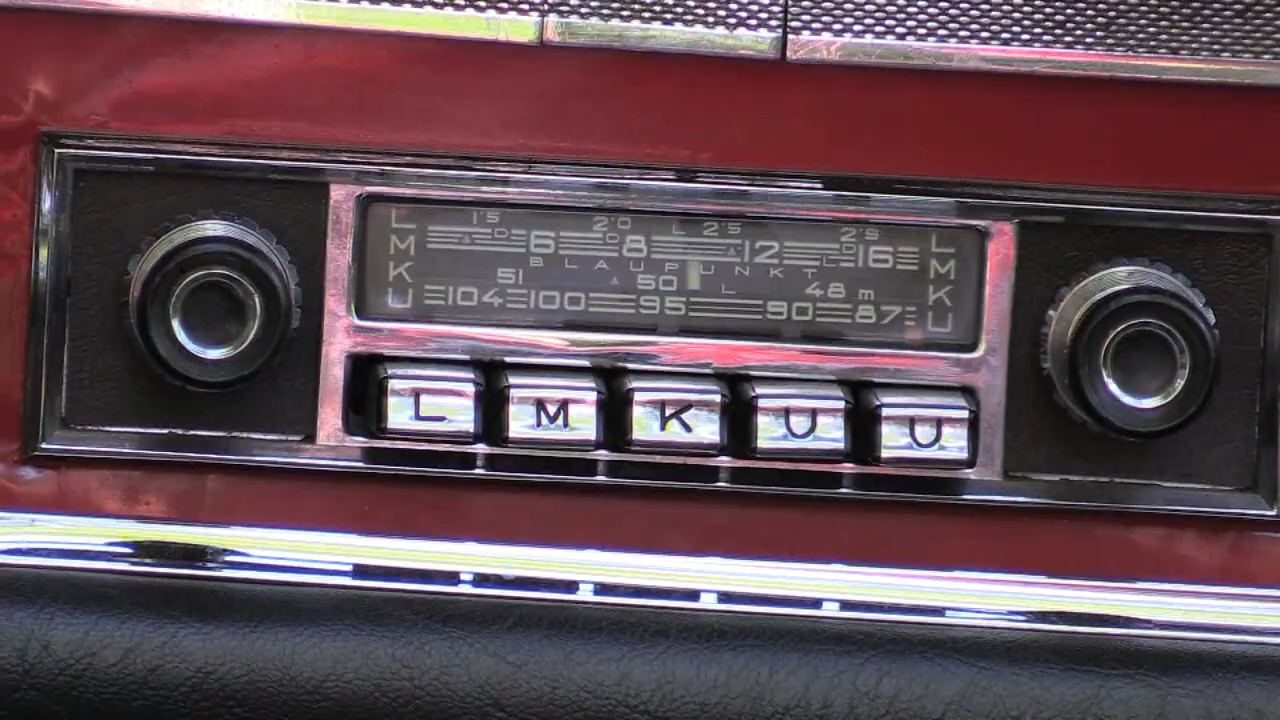 L 1'5 2'0 L 2'5 2'9 L
M D 6 D 8 12 D 16 M
BLAUPUNKT L
K 51 50 L 48 m K
U 104 100 95 90 87 U
L M K U U